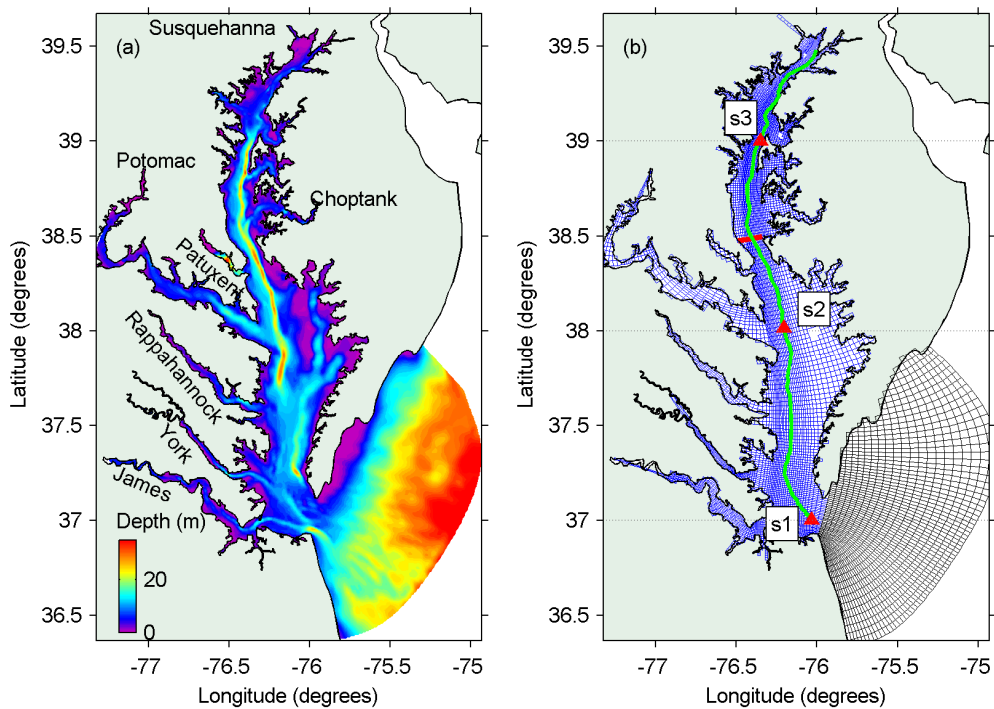 (a)
Susquehanna
Potomac
Choptank
Patuxent
Rappahannock
York
James
Depth (m)
20
0
39.5
39
38.5
38
37.5
37
36.5
Latitude (degrees)
-77
-76.5
-76
-75.5
-75
Longitude (degrees)
(b)
s3
s2
s1
39.5
39
38.5
38
37.5
37
36.5
Latitude (degrees)
-77
-76.5
-76
-75.5
-75
Longitude (degrees)